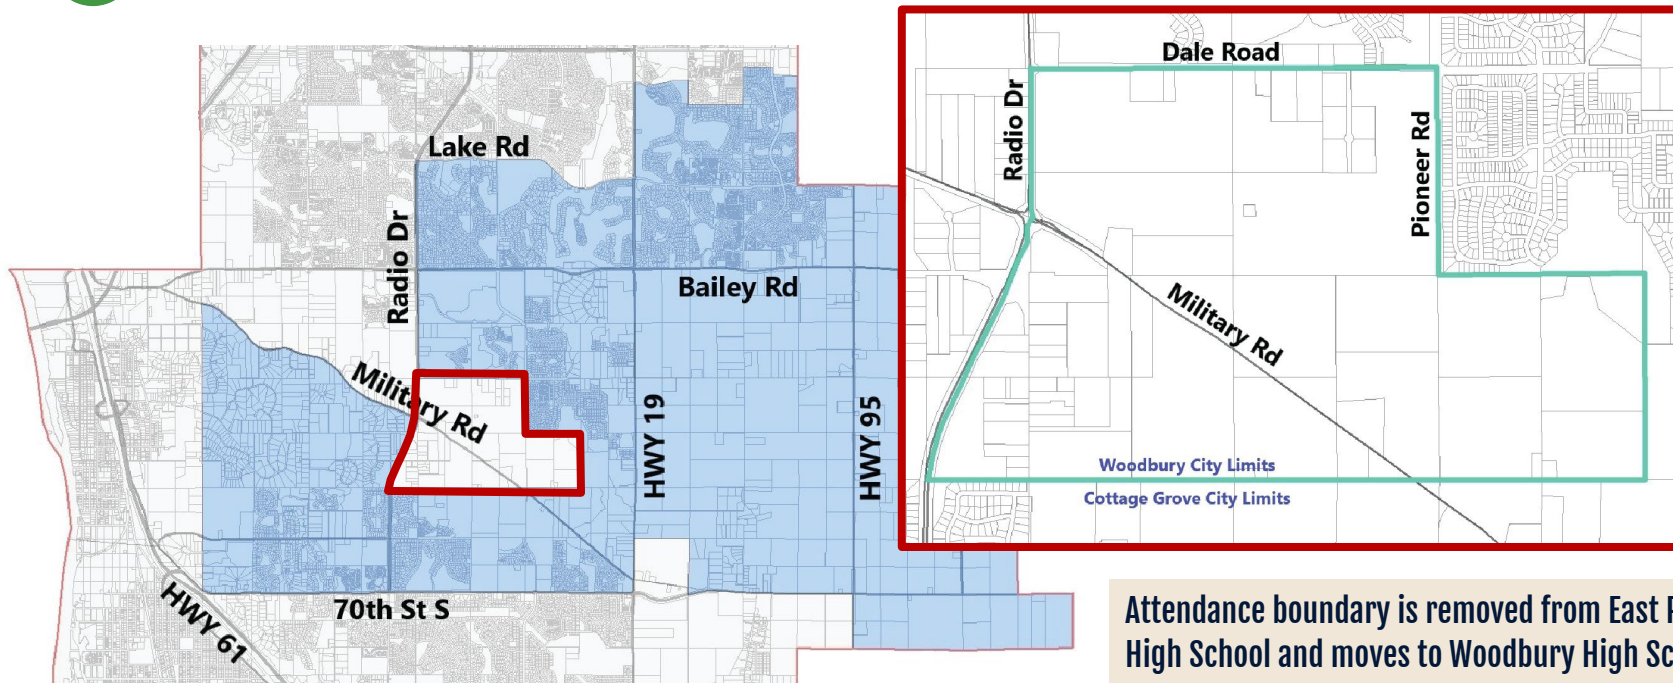 Lake Rd
Radio Dr
Bailey Rd
Military Rd
HWY 19
HWY 95
70th St S
HWY 61
Dale Road
Radio Dr
Pioneer Rd
Military Rd
Woodbury City Limits
Cottage Grove City Limits
Attendance boundary is removed from East
High School and moves to Woodbury High